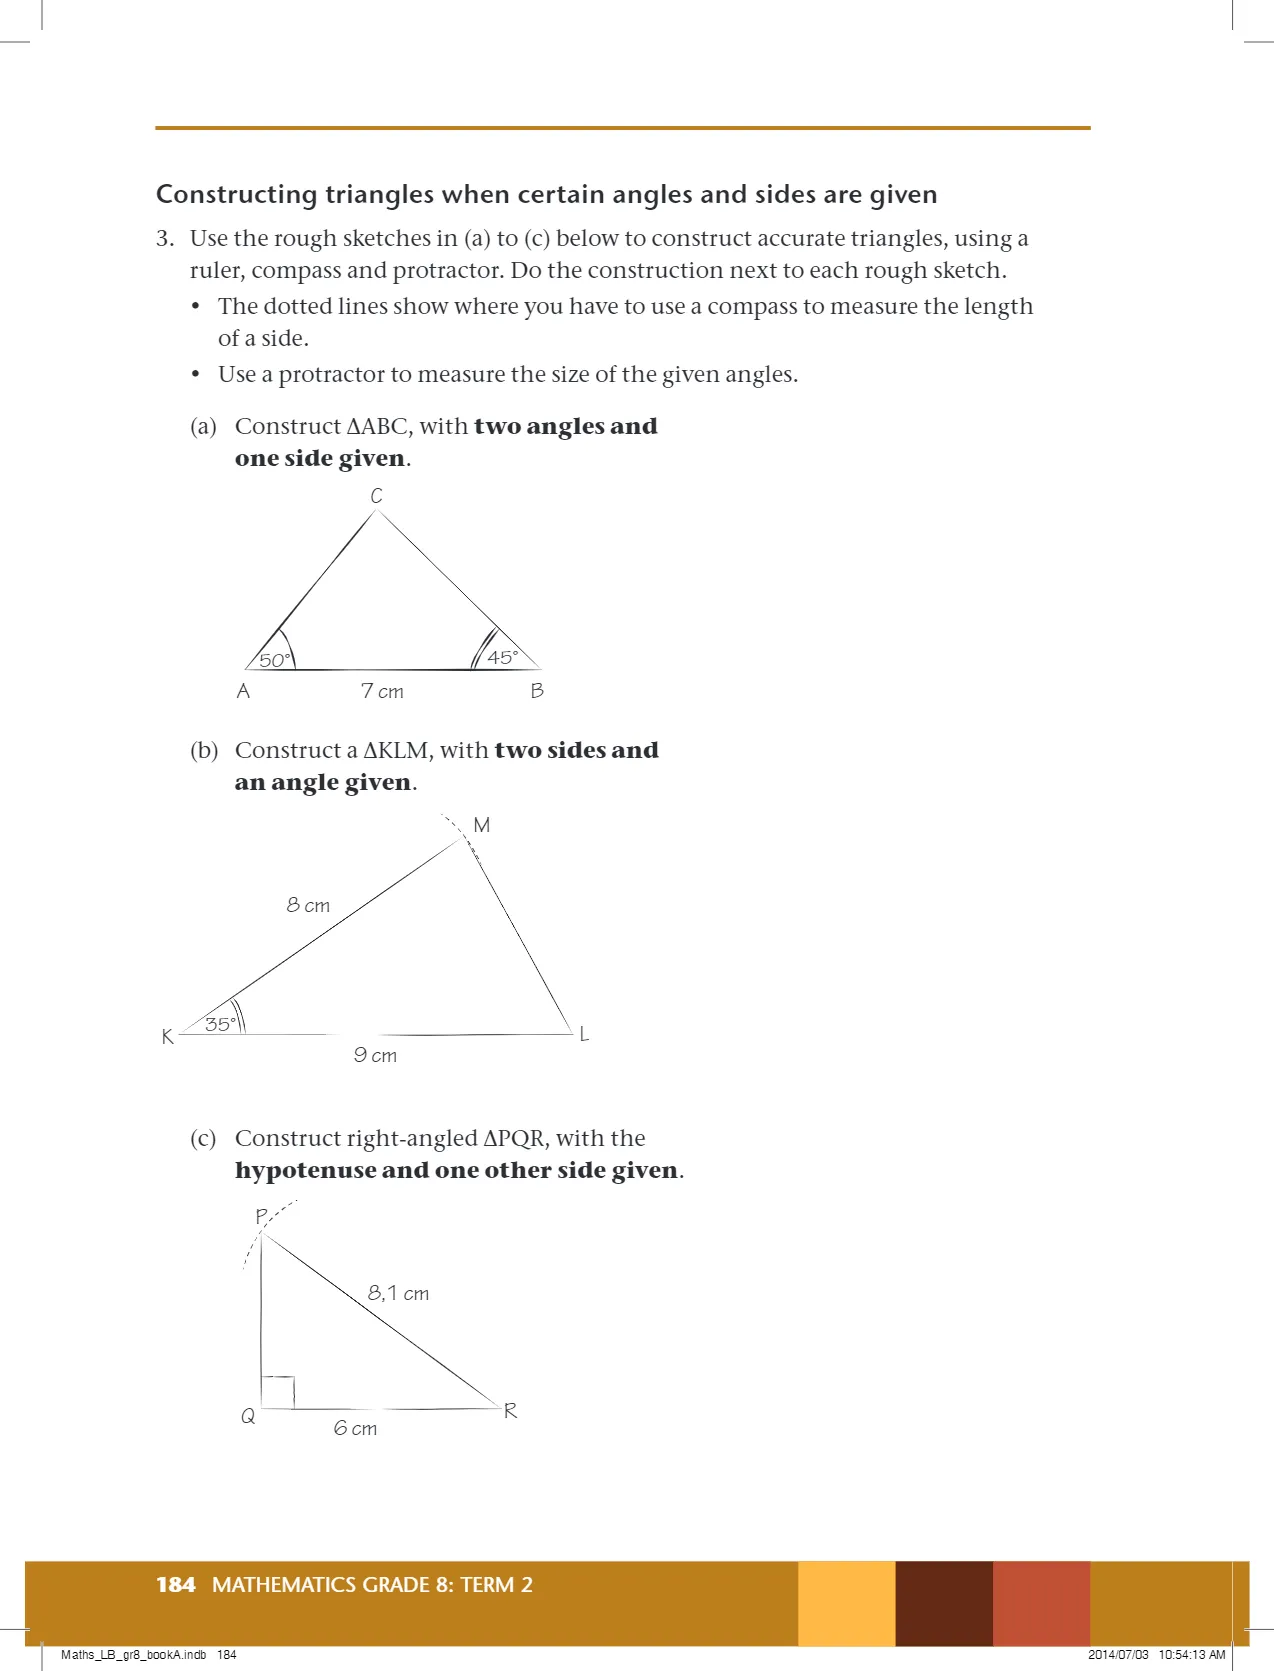 Constructing triangles when certain angles and sides are given
3. Use the rough sketches in (a) to (c) below to construct accurate triangles, using a
ruler, compass and protractor. Do the construction next to each rough sketch.
• The dotted lines show where you have to use a compass to measure the length
of a side.
• Use a protractor to measure the size of the given angles.
(a) Construct ΔABC, with two angles and
one side given.
C
50°
45°
A
7 cm
B
(b) Construct a ΔKLM, with two sides and
an angle given.
M
8 cm
35°
K
L
9 cm
(c) Construct right-angled ΔPQR, with the
hypotenuse and one other side given.
P
8,1 cm
Q
R
6 cm
184 MATHEMATICS GRADE 8: TERM 2
Maths_LB_gr8_bookA.indb 184
2014/07/03 10:54:13 AM